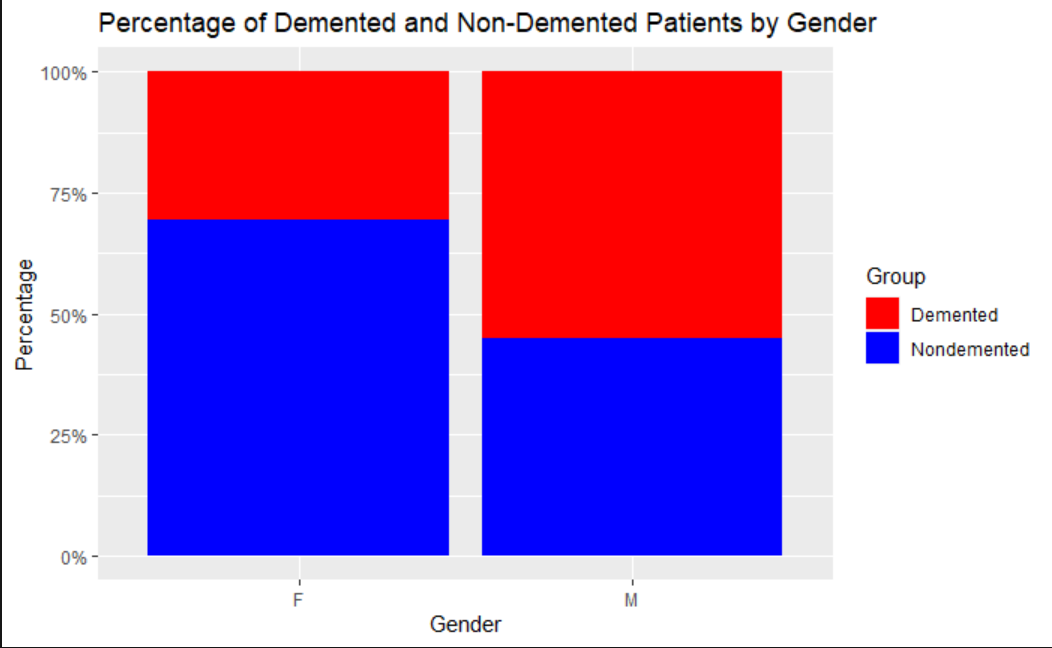 Percentage of Demented and Non-Demented Patients by Gender
100%
75%
50%
25%
0%
Percentage
F
M
Gender
Group
Demented
Nondemented